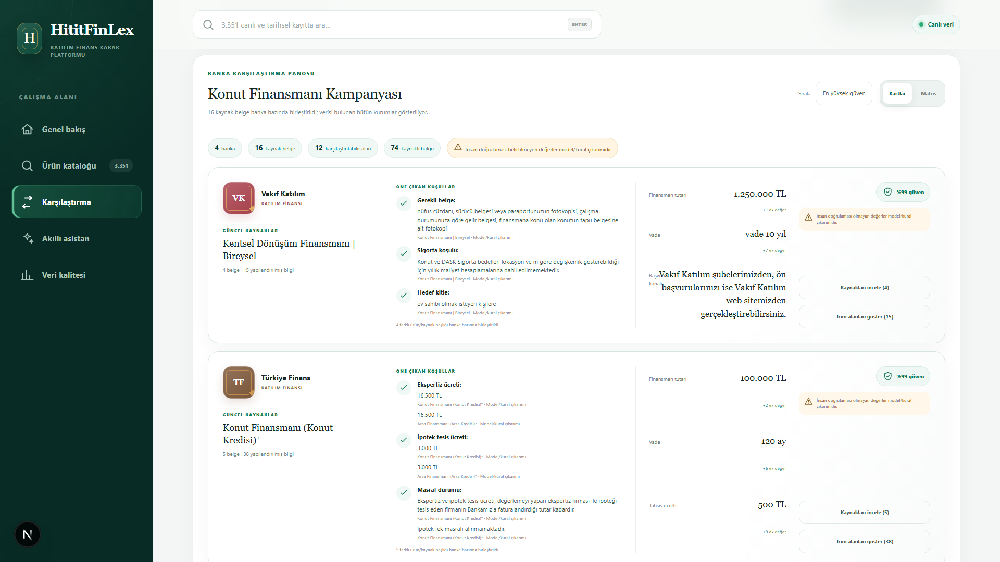 H
HititFinLex
KATILIM FİNANS KARAR
PLATFORMU
ÇALIŞMA ALANI
Genel bakış
Ürün kataloğu
3.351
Karşılaştırma
Akıllı asistan
Veri kalitesi
N
3.351 canlı ve tarihsel kayıtta ara...
ENTER
Canlı veri
BANKA KARŞILAŞTIRMA PANOSU
Konut Finansmanı Kampanyası
16 kaynak belge banka bazında birleştirildi; verisi bulunan bütün kurumlar gösteriliyor.
Sırala
En yüksek güven
Kartlar
Matris
4 banka
16 kaynak belge
12 karşılaştırılabilir alan
74 kaynaklı bulgu
İnsan doğrulaması belirtilmeyen değerler model/kural çıkarımıdır
VK
Vakıf Katılım
KATILIM FİNANSI
GÜNCEL KAYNAKLAR
Kentsel Dönüşüm Finansmanı |
Bireysel
4 belge · 15 yapılandırılmış bilgi
ÖNE ÇIKAN KOŞULLAR
Gerekli belge:
nüfus cüzdanı, sürücü belgesi veya pasaportunuzun fotokopisi, çalışma
durumunuza göre gelir belgesi, finansmana konu olan konutun tapu belgesine
ait fotokopi
Konut Finansmanı | Bireysel · Model/kural çıkarımı
Sigorta koşulu:
Konut ve DASK Sigorta bedelleri lokasyon ve m göre değişkenlik gösterebildiği
için yıllık maliyet hesaplamalarına dahil edilmemektedir.
Konut Finansmanı | Bireysel · Model/kural çıkarımı
Hedef kitle:
ev sahibi olmak isteyen kişilere
Konut Finansmanı | Bireysel · Model/kural çıkarımı
4 farklı ürün/kaynak başlığı banka bazında birleştirildi.
Finansman tutarı
1.250.000 TL
+1 ek değer
Vade
vade 10 yıl
+7 ek değer
Başvuru
kanalı
Vakıf Katılım şubelerimizden, ön
başvurularınızı ise Vakıf Katılım
web sitemizden
gerçekleştirebilirsiniz.
%99 güven
İnsan doğrulaması olmayan değerler model/kural
çıkarımıdır.
Kaynakları incele (4)
Tüm alanları göster (15)
TF
Türkiye Finans
KATILIM FİNANSI
GÜNCEL KAYNAKLAR
Konut Finansmanı (Konut
Kredisi)*
5 belge · 38 yapılandırılmış bilgi
ÖNE ÇIKAN KOŞULLAR
Ekspertiz ücreti:
16.500 TL
Konut Finansmanı (Konut Kredisi)* · Model/kural çıkarımı
16.500 TL
Arsa Finansmanı (Arsa Kredisi)* · Model/kural çıkarımı
İpotek tesis ücreti:
3.000 TL
Konut Finansmanı (Konut Kredisi)* · Model/kural çıkarımı
3.000 TL
Arsa Finansmanı (Arsa Kredisi)* · Model/kural çıkarımı
Masraf durumu:
Ekspertiz ve ipotek tesis ücreti, değerlemeyi yapan ekspertiz firması ile ipoteği
tesis eden firmanın Bankamız'a faturalandırdığı tutar kadardır.
Konut Finansmanı (Konut Kredisi)* · Model/kural çıkarımı
İpotek fek masrafı alınmamaktadır.
Konut Finansmanı (Konut Kredisi)* · Model/kural çıkarımı
5 farklı ürün/kaynak başlığı banka bazında birleştirildi.
Finansman tutarı
100.000 TL
+2 ek değer
Vade
120 ay
+6 ek değer
Tahsis ücreti
500 TL
+9 ek değer
%99 güven
İnsan doğrulaması olmayan değerler model/kural
çıkarımıdır.
Kaynakları incele (5)
Tüm alanları göster (38)